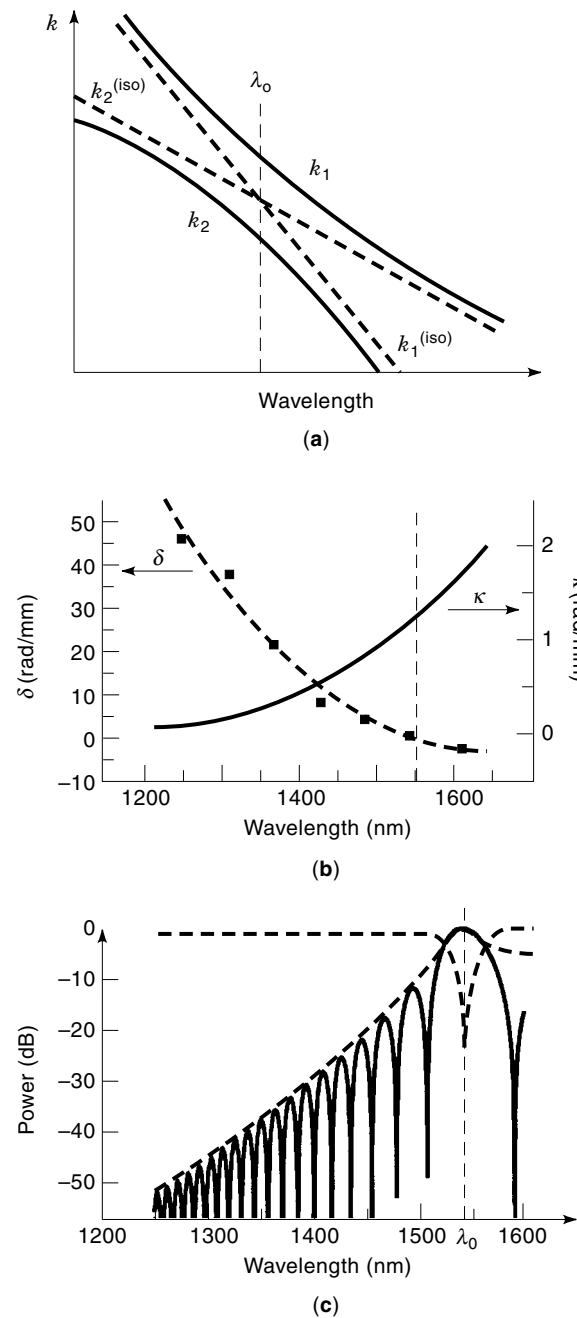 k
λo
k2(iso)
k1
k2
k1(iso)
Wavelength
(a)
50
40
30
20
10
0
−10
δ (rad/mm)
δ
κ
2
1
0
1200
1400
1600
Wavelength (nm)
(b)
0
−10
−20
−30
−40
−50
Power (dB)
1200
1300
1400
1500
λ0
1600
Wavelength (nm)
(c)